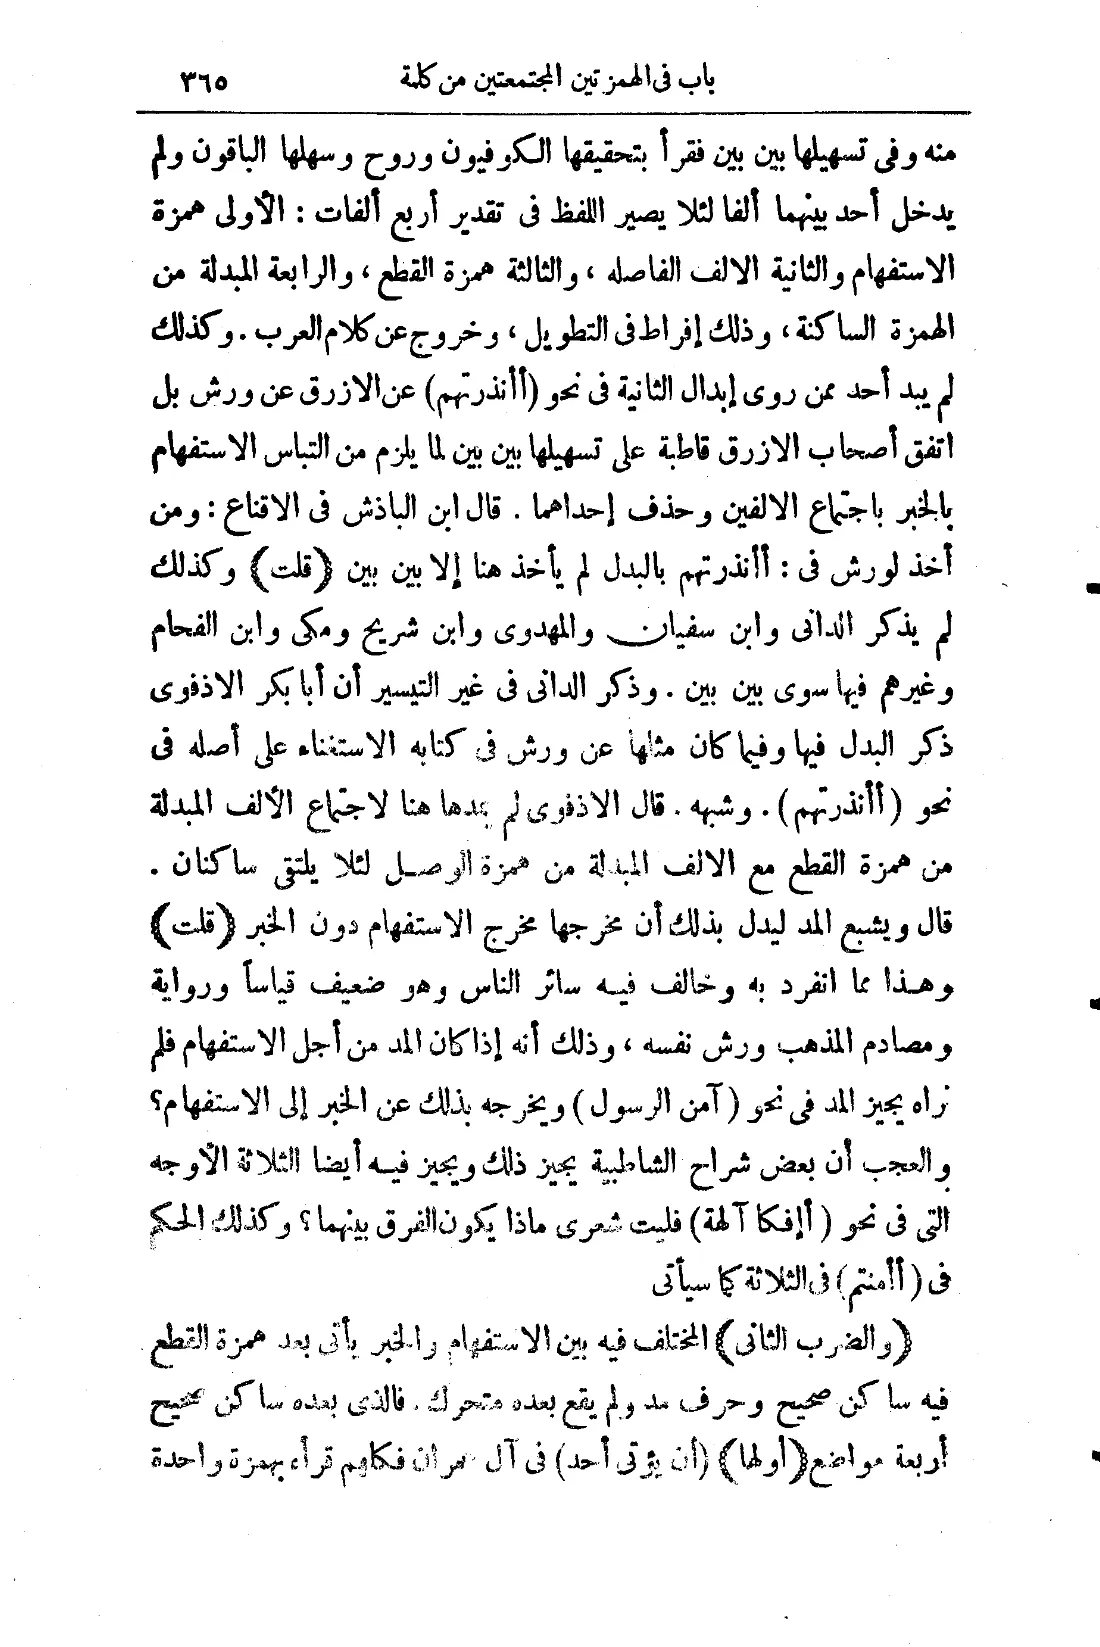 باب فى الهمزتين المجتمعتين من كلمة ٣٦٥
منه وفى تسهيلها بين بين فقرأ بتحقيقها الكوفيون وروح وسهلها الباقون ولم
يدخل أحد بينهما ألفا لئلا يصير اللفظ فى تقدير أربع ألفات : الأولى همزة
الاستفهام والثانية الالف الفاصله ، والثالثة همزة القطع ، والرابعة المبدلة من
الهمزة الساكنة ، وذلك إفراط فى التطويل ، وخروج عن كلام العرب . وكذلك
لم يبد أحد ممن روى إبدال الثانية فى نحو (أأنذرتهم) عن الازرق عن ورش بل
اتفق أصحاب الازرق قاطبة على تسهيلها بين بين لما يلزم من التباس الاستفهام
بالخبر باجتماع الالفين وحذف إحداهما . قال ابن الباذش فى الاقناع : ومن
أخذ لورش فى : أأنذرتهم بالبدل لم يأخذ هنا إلا بين بين (قلت) وكذلك
لم يذكر الدانى وابن سفيان والمهدوى وابن شريح ومكى وابن الفحام
وغيرهم فيها سوى بين بين . وذكر الدانى فى غير التيسير أن أبا بكر الاذفوى
ذكر البدل فيها وفيما كان مثلها عن ورش فى كتابه الاستغناء على أصله فى
نحو (أأنذرتهم) . وشبهه . قال الاذفوى لم يمدها هنا لاجتماع الألف المبدلة
من همزة القطع مع الالف المبدلة من همزة الوصل لئلا يلتقى ساكنان .
قال ويشبع المد ليدل بذلك أن مخرجها مخرج الاستفهام دون الخبر (قلت)
وهذا مما انفرد به وخالف فيه سائر الناس وهو ضعيف قياساً ورواية
ومصادم المذهب ورش نفسه ، وذلك أنه إذا كان المد من أجل الاستفهام فلم
نراه يجيز المد فى نحو (آمن الرسول) ويخرجه بذلك عن الخبر إلى الاستفهام؟
والعجب أن بعض شراح الشاطبية يجيز ذلك ويجيز فيه أيضا الثلاثة الأوجه
التى فى نحو (أإفكا آلهة) فليت شعرى ماذا يكون الفرق بينهما؟ وكذلك الحكم
فى (أأمنتم) فى الثلاثة كما سيأتى
(والضرب الثانى) المختلف فيه بين الاستفهام والخبر يأتى بعد همزة القطع
فيه ساكن صحيح وحرف مد ولم يقع بعده متحرك . فالذى بعده ساكن صحيح
أربعة مواضع (أولها) (أن يؤتى أحد) فى آل عمران فكلهم قرأه بهمزة واحدة